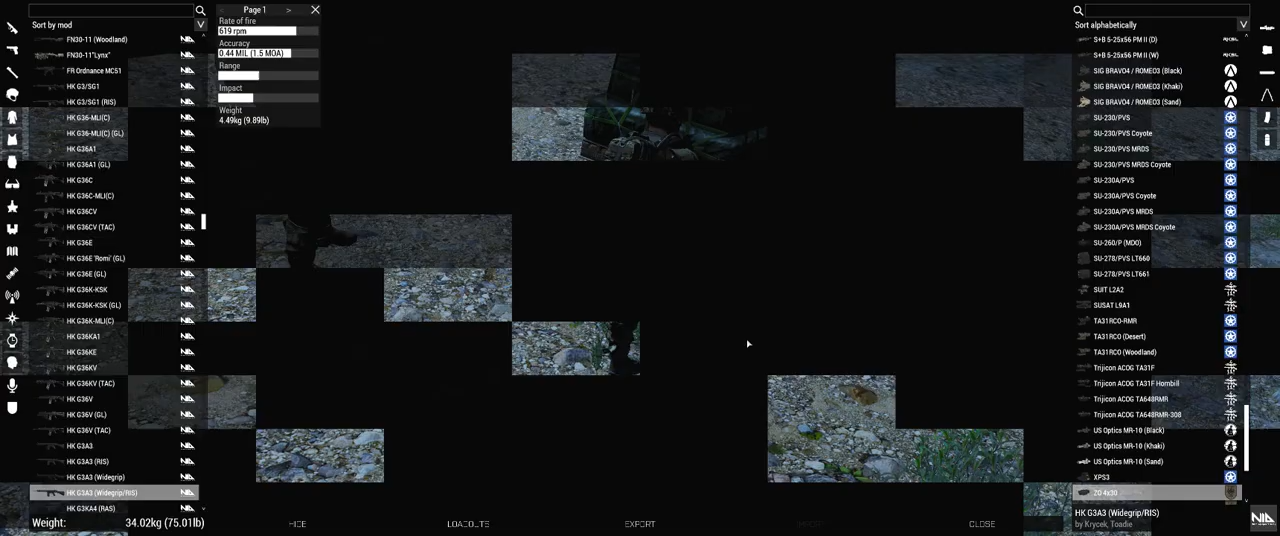 Sort by mod
FN30-11 (Woodland)
FN30-11"Lynx"
FR Ordnance MC51
HK G3/SG1
HK G3/SG1 (RIS)
HK G36-MLI(C)
HK G36-MLI(C) (GL)
HK G36A1
HK G36A1 (GL)
HK G36C
HK G36C-MLI(C)
HK G36CV
HK G36CV (TAC)
HK G36E
HK G36E 'Romi' (GL)
HK G36E (GL)
HK G36K-KSK
HK G36K-KSK (GL)
HK G36K-MLI(C)
HK G36KA1
HK G36KE
HK G36KV
HK G36KV (TAC)
HK G36V
HK G36V (GL)
HK G36V (TAC)
HK G3A3
HK G3A3 (RIS)
HK G3A3 (Widegrip)
HK G3A3 (Widegrip/RIS)
HK G3KA4 (RAS)
Weight: 34.02kg (75.01lb)
< Page 1 >
Rate of fire
619 rpm
Accuracy
0.44 MIL (1.5 MOA)
Range
Impact
Weight
4.49kg (9.89lb)
HIDE
LOADOUTS
EXPORT
IMPORT
CLOSE
Sort alphabetically
S+B 5-25x56 PM II (D)
S+B 5-25x56 PM II (W)
SIG BRAVO4 / ROMEO3 (Black)
SIG BRAVO4 / ROMEO3 (Khaki)
SIG BRAVO4 / ROMEO3 (Sand)
SU-230/PVS
SU-230/PVS Coyote
SU-230/PVS MRDS
SU-230/PVS MRDS Coyote
SU-230A/PVS
SU-230A/PVS Coyote
SU-230A/PVS MRDS
SU-230A/PVS MRDS Coyote
SU-260/P (MDO)
SU-278/PVS LT660
SU-278/PVS LT661
SUIT L2A2
SUSAT L9A1
TA31RCO-RMR
TA31RCO (Desert)
TA31RCO (Woodland)
Trijicon ACOG TA31F
Trijicon ACOG TA31F Hornbill
Trijicon ACOG TA648RMR
Trijicon ACOG TA648RMR-308
US Optics MR-10 (Black)
US Optics MR-10 (Khaki)
US Optics MR-10 (Sand)
XPS3
ZO 4x30
HK G3A3 (Widegrip/RIS)
by Krycek, Toadie